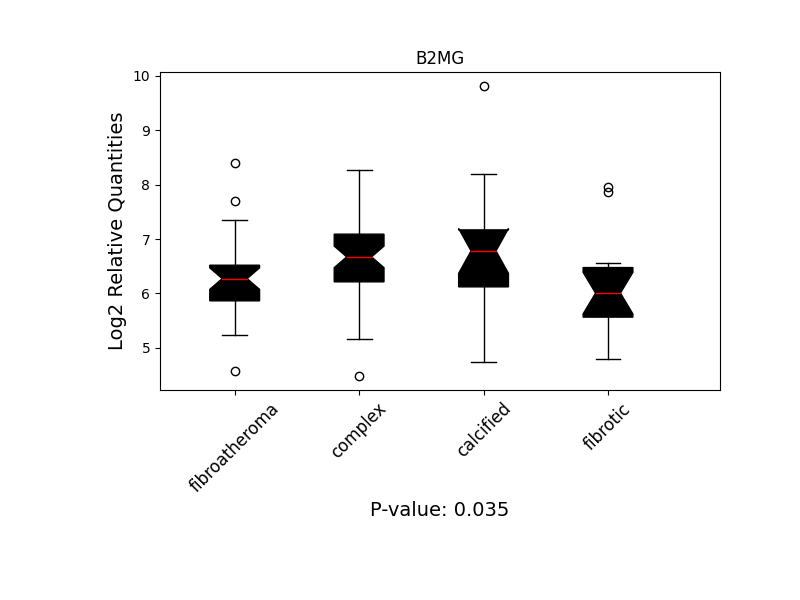 B2MG
Log2 Relative Quantities
10
9
8
7
6
5
fibroatheroma
complex
calcified
fibrotic
P-value: 0.035